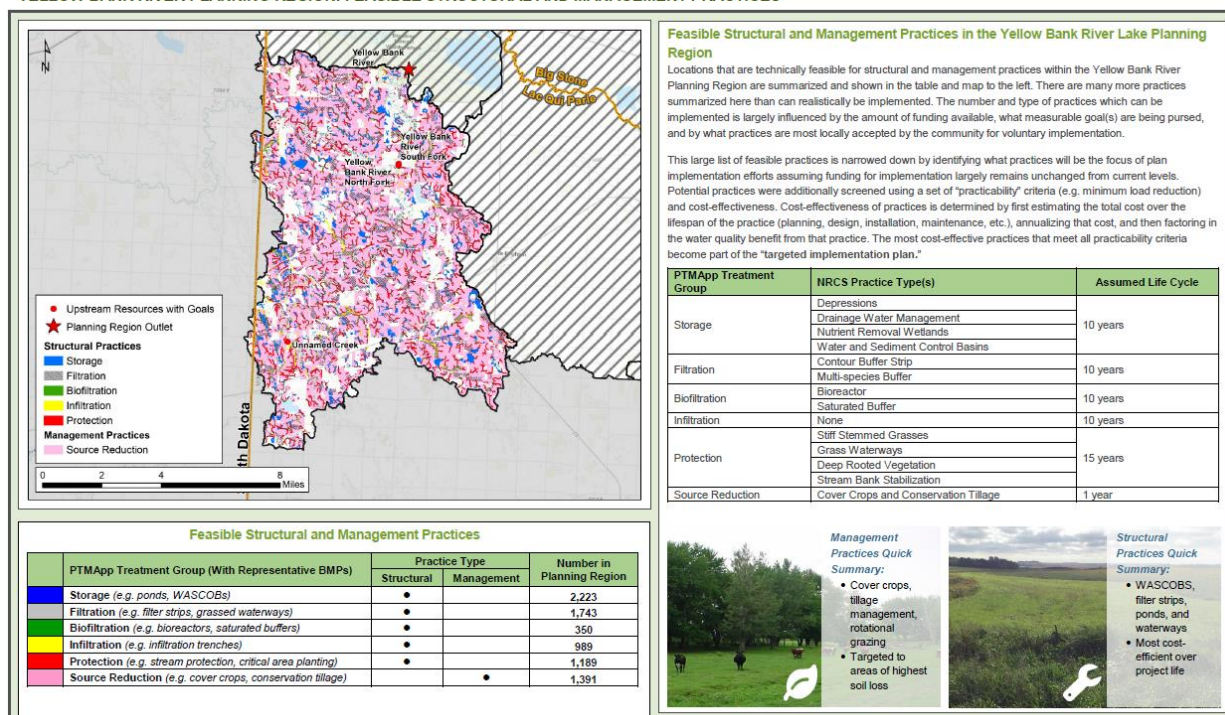 YELLOW BANK RIVER PLANNING REGION: FEASIBLE STRUCTURAL AND MANAGEMENT PRACTICES
N
Yellow Bank
River
Big Stone
Lac Qui Parle
Yellow Bank
River
South Fork
Yellow
Bank River
North Fork
Unnamed Creek
th Dakota
Upstream Resources with Goals
Planning Region Outlet
Structural Practices
Storage
Filtration
Biofiltration
Infiltration
Protection
Management Practices
Source Reduction
0 2 4 8
Miles
Feasible Structural and Management Practices
PTMApp Treatment Group (With Representative BMPs) Practice Type Number in
Structural Management Planning Region
Storage (e.g. ponds, WASCOBs) ● 2,223
Filtration (e.g. filter strips, grassed waterways) ● 1,743
Biofiltration (e.g. bioreactors, saturated buffers) ● 350
Infiltration (e.g. infiltration trenches) ● 989
Protection (e.g. stream protection, critical area planting) ● 1,189
Source Reduction (e.g. cover crops, conservation tillage) ● 1,391
Feasible Structural and Management Practices in the Yellow Bank River Lake Planning
Region
Locations that are technically feasible for structural and management practices within the Yellow Bank River
Planning Region are summarized and shown in the table and map to the left. There are many more practices
summarized here than can realistically be implemented. The number and type of practices which can be
implemented is largely influenced by the amount of funding available, what measurable goal(s) are being pursed,
and by what practices are most locally accepted by the community for voluntary implementation.
This large list of feasible practices is narrowed down by identifying what practices will be the focus of plan
implementation efforts assuming funding for implementation largely remains unchanged from current levels.
Potential practices were additionally screened using a set of "practicability" criteria (e.g. minimum load reduction)
and cost-effectiveness. Cost-effectiveness of practices is determined by first estimating the total cost over the
lifespan of the practice (planning, design, installation, maintenance, etc.), annualizing that cost, and then factoring in
the water quality benefit from that practice. The most cost-effective practices that meet all practicability criteria
become part of the "targeted implementation plan."
PTMApp Treatment
Group NRCS Practice Type(s) Assumed Life Cycle
Storage Depressions 10 years
Drainage Water Management
Nutrient Removal Wetlands
Water and Sediment Control Basins
Filtration Contour Buffer Strip 10 years
Multi-species Buffer
Biofiltration Bioreactor 10 years
Saturated Buffer
Infiltration None 10 years
Protection Stiff Stemmed Grasses 15 years
Grass Waterways
Deep Rooted Vegetation
Stream Bank Stabilization
Source Reduction Cover Crops and Conservation Tillage 1 year
Management
Practices Quick
Summary:
• Cover crops,
tillage
management,
rotational
grazing
• Targeted to
areas of highest
soil loss
Structural
Practices Quick
Summary:
• WASCOBS,
filter strips,
ponds, and
waterways
• Most cost-
efficient over
project life